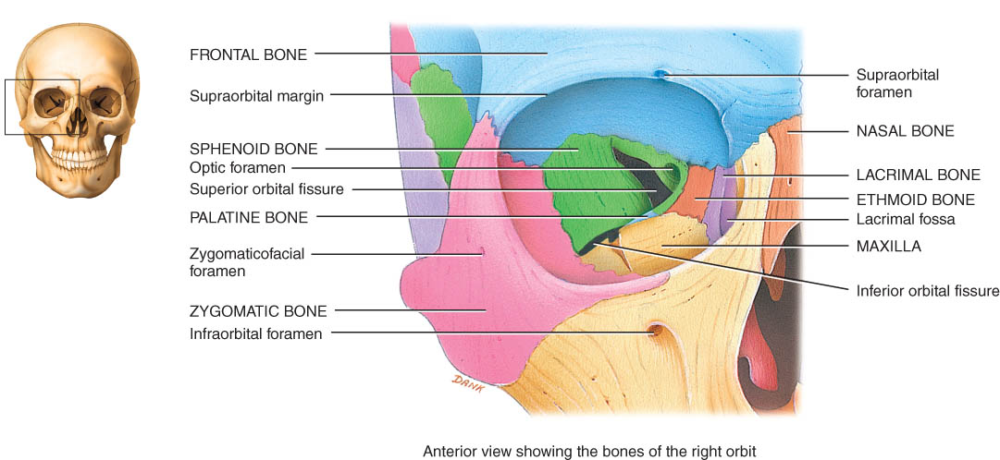 FRONTAL BONE
Supraorbital margin
SPHENOID BONE
Optic foramen
Superior orbital fissure
PALATINE BONE
Zygomaticofacial
foramen
ZYGOMATIC BONE
Infraorbital foramen
Supraorbital
foramen
NASAL BONE
LACRIMAL BONE
ETHMOID BONE
Lacrimal fossa
MAXILLA
Inferior orbital fissure
DANK
Anterior view showing the bones of the right orbit